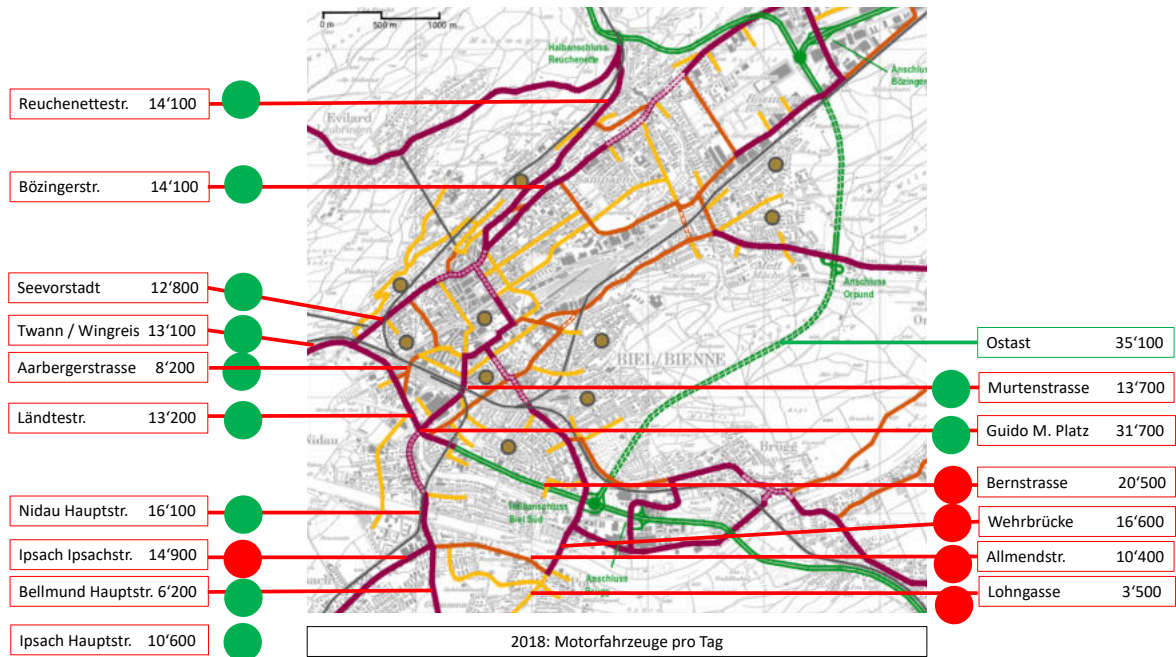 0 m 500 m 1000 m
Halbanschluss
Reuchenette
Anschluss
Bözingen
Reuchenettestr. 14'100
Evilard
Bözingerstr. 14'100
Mett
Anschluss
Orpund
Seevorstadt 12'800
Twann / Wingreis 13'100
Aarbergerstrasse 8'200
Ländtestr. 13'200
BIEL/BIENNE
Ostast 35'100
Murtenstrasse 13'700
Guido M. Platz 31'700
Nidau
Brügg
Bernstrasse 20'500
Nidau Hauptstr. 16'100
Halbanschluss
Biel Süd
Wehrbrücke 16'600
Ipsach Ipsachstr. 14'900
Allmendstr. 10'400
Bellmund Hauptstr. 6'200
Anschluss
Brügg
Lohngasse 3'500
Ipsach Hauptstr. 10'600
2018: Motorfahrzeuge pro Tag